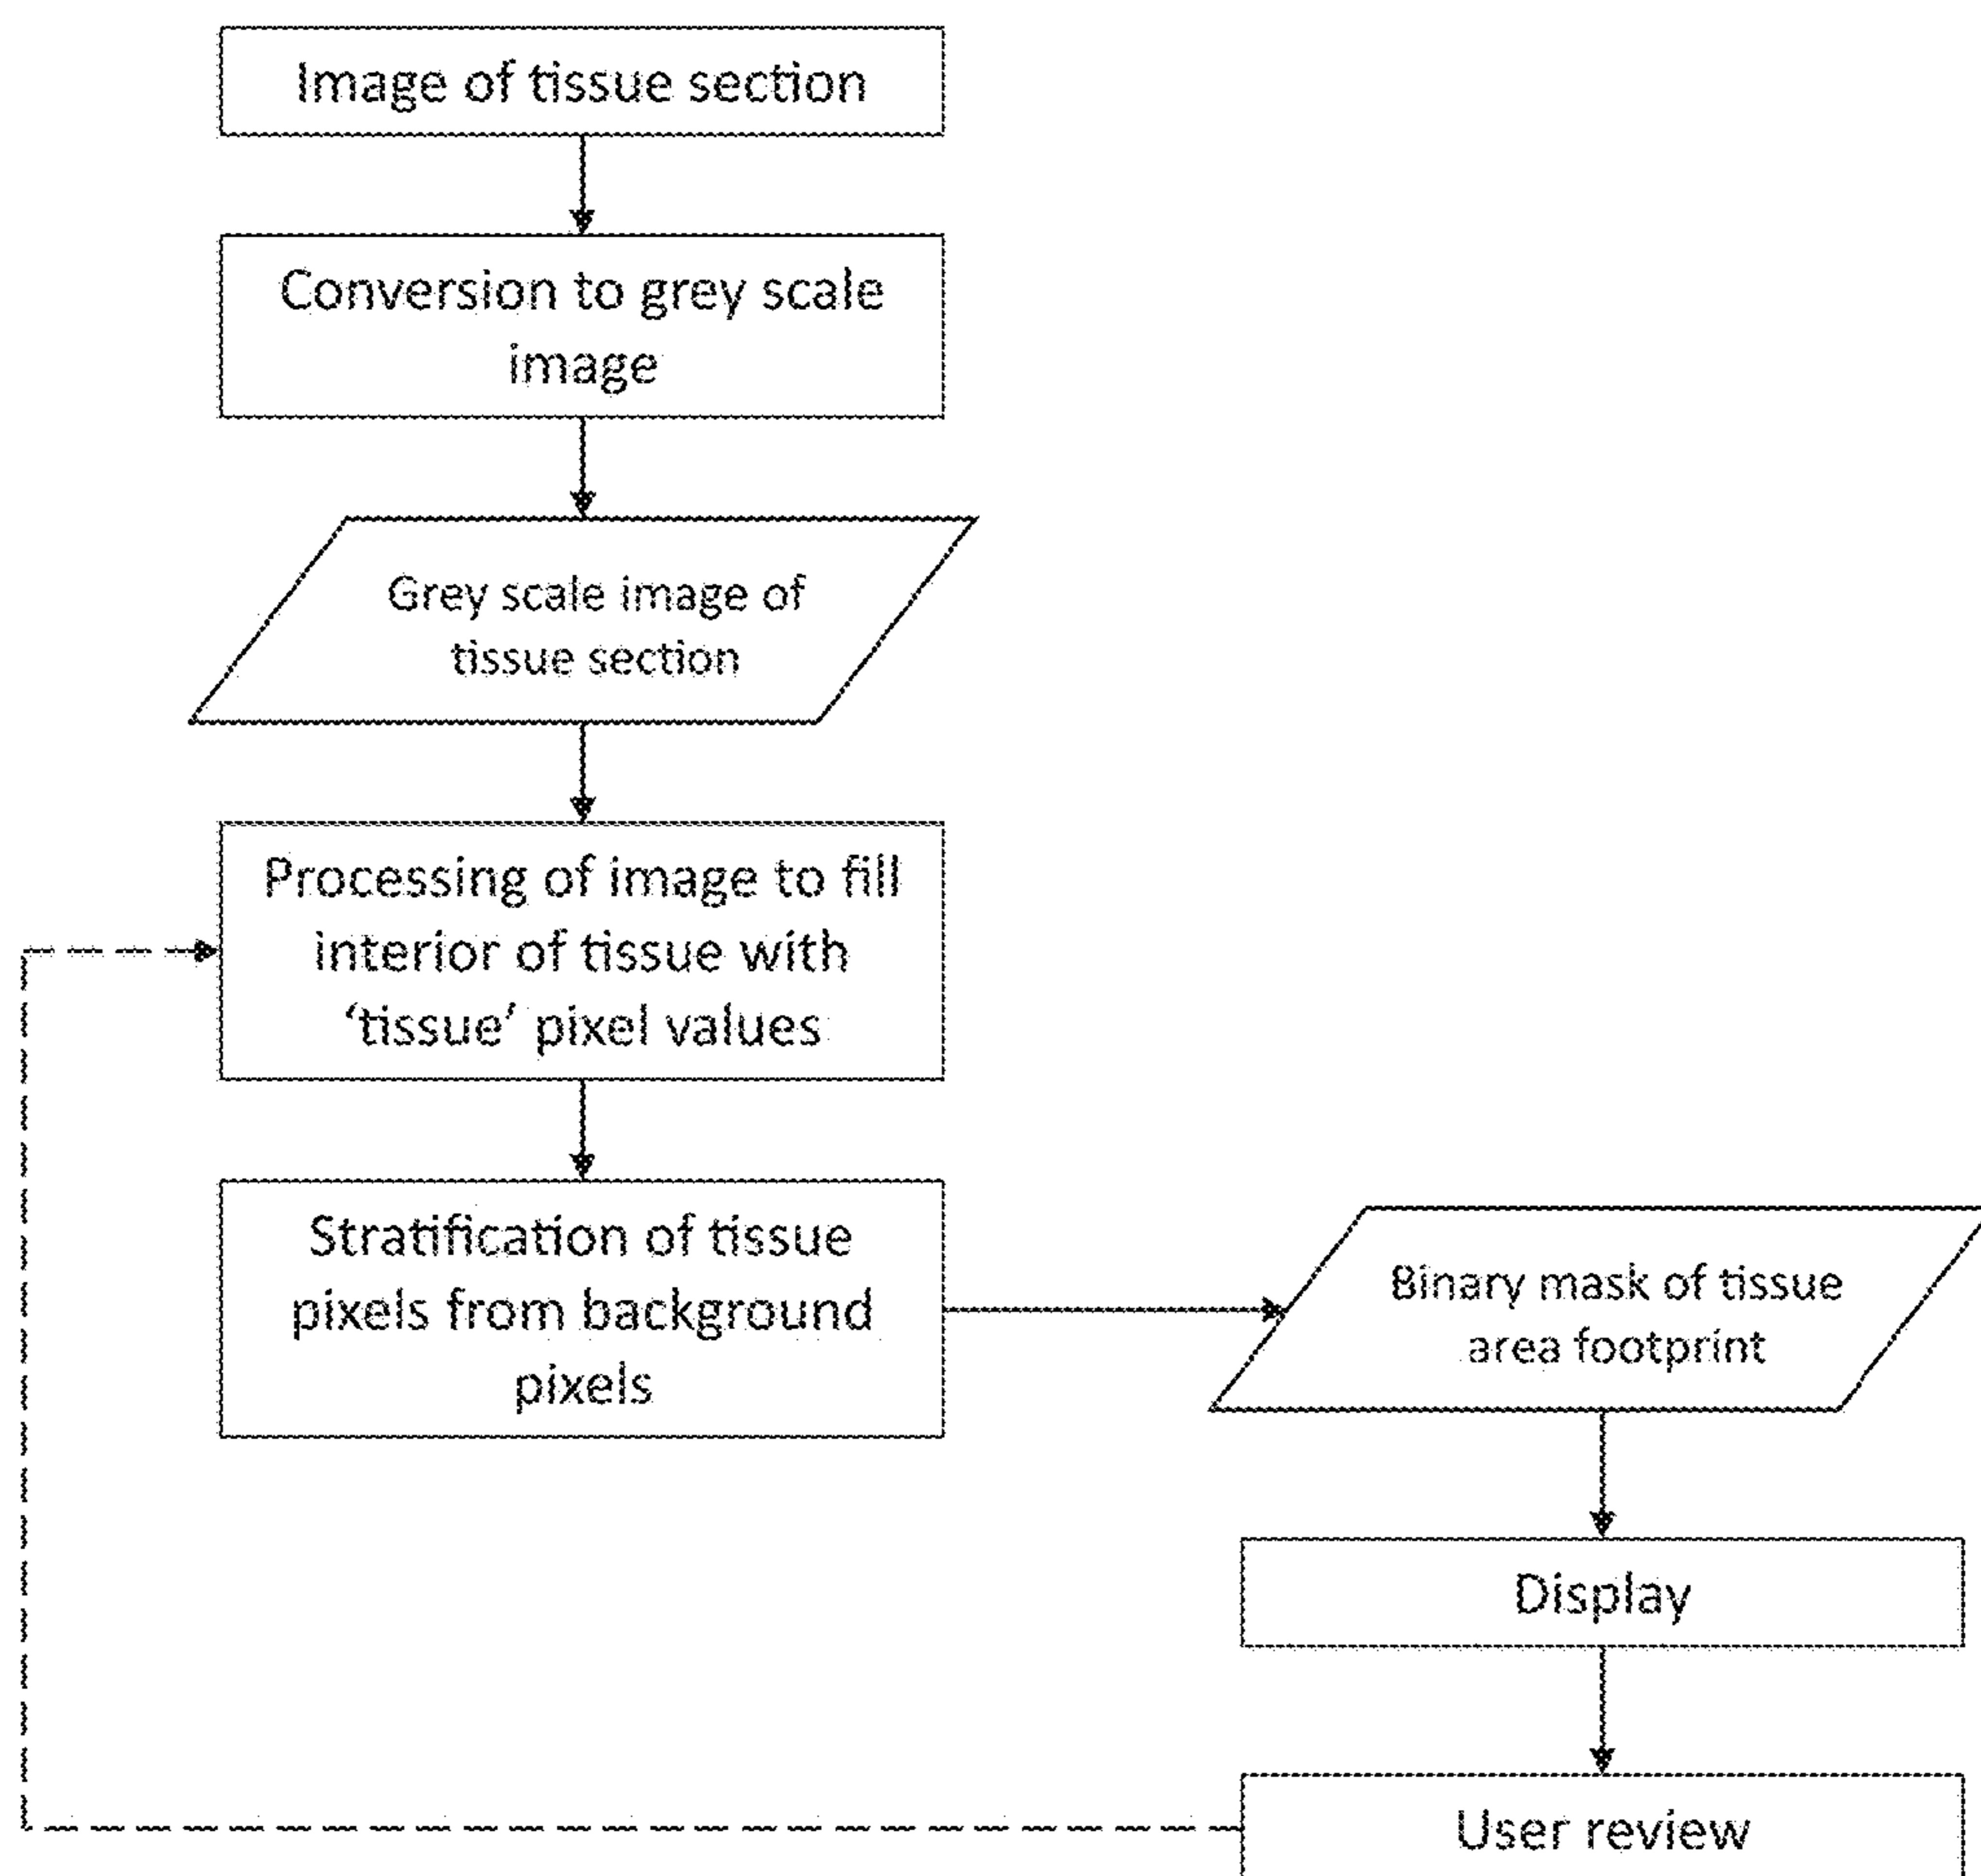 Image of tissue section
Conversion to grey scale
image
Grey scale image of
tissue section
Processing of image to fill
interior of tissue with
‘tissue’ pixel values
Stratification of tissue
pixels from background
pixels
Binary mask of tissue
area footprint
Display
User review